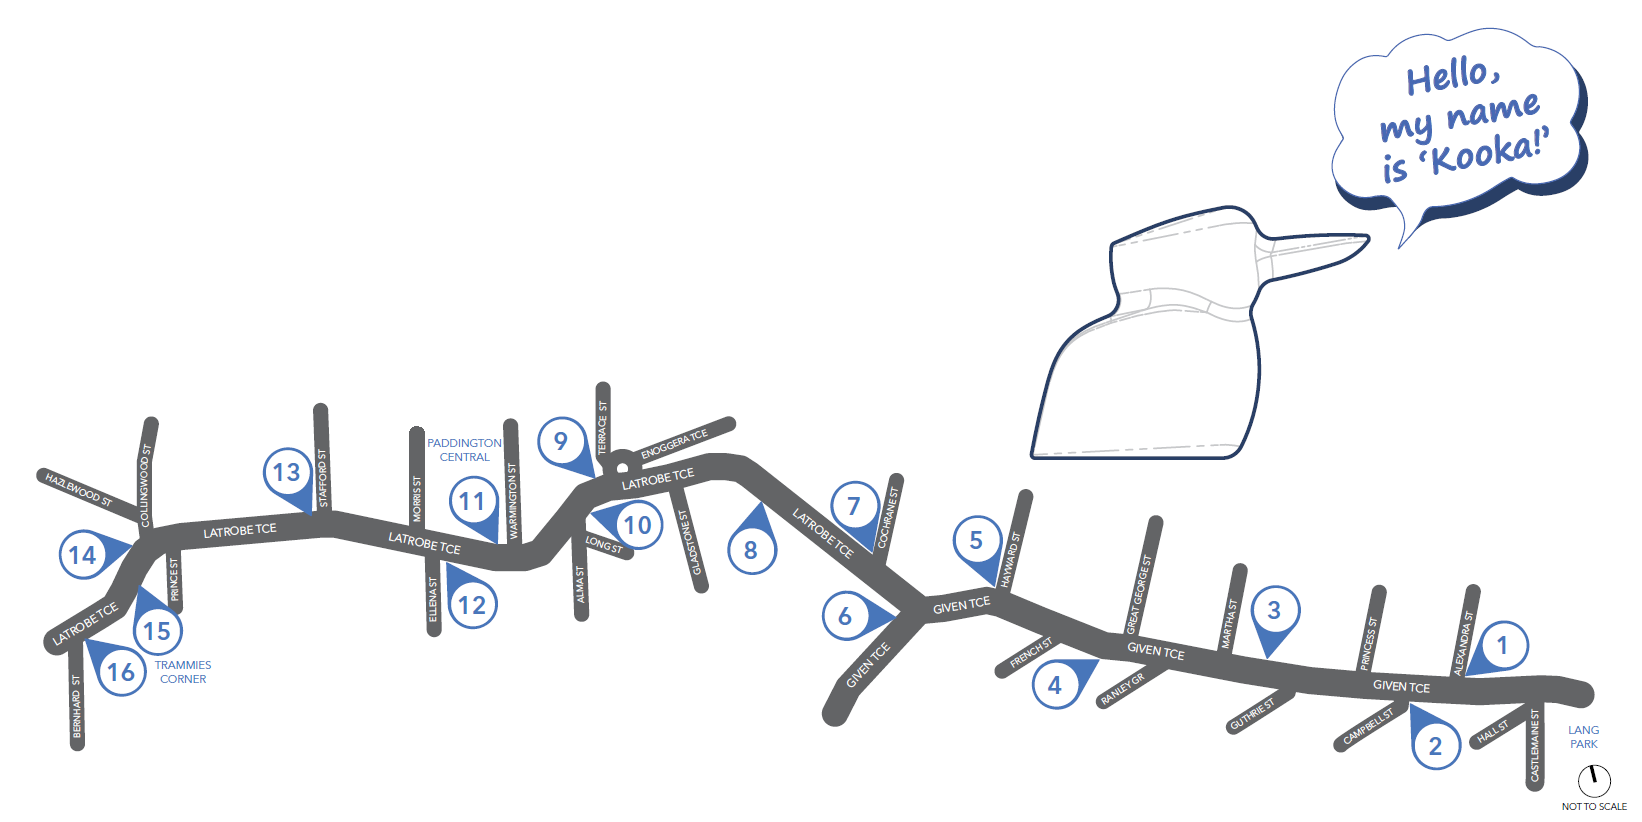 Hello,
my name
is ‘Kooka!’
TERRACE ST
ENOGGERA TCE
9
PADDINGTON
CENTRAL
COLLINGWOOD ST
HAZLEWOOD ST
13
STAFFORD ST
MORRIS ST
11
WARMINGTON ST
LATROBE TCE
10
LONG ST
GLADSTONE ST
ALMA ST
8
LATROBE TCE
7
COCHRANE ST
5
HAYWARD ST
14
LATROBE TCE
LATROBE TCE
PRINCE ST
ELLENA ST
12
LATROBE TCE
15
16
TRAMMIES
CORNER
BERNHARD ST
6
GIVEN TCE
GIVEN TCE
FRENCH ST
GREAT GEORGE ST
4
GIVEN TCE
RANLEY GR
MARTHA ST
3
GUTHRIE ST
PRINCESS ST
ALEXANDRA ST
1
GIVEN TCE
CAMPBELL ST
2
HALL ST
CASTLEMAINE ST
LANG
PARK
NOT TO SCALE